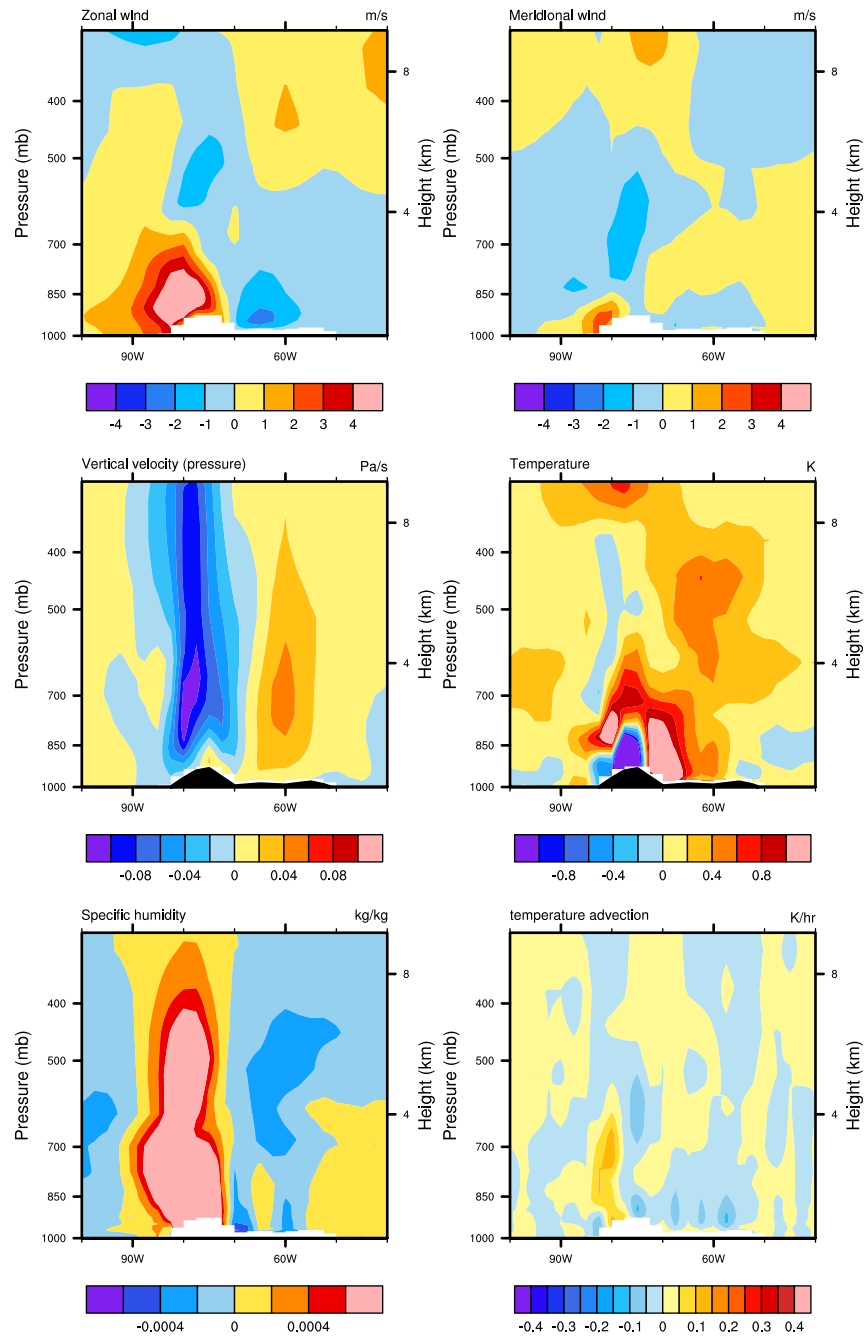 Zonal wind m/s
Pressure (mb)
400
500
700
850
1000
8
4
Height (km)
90W 60W
-4 -3 -2 -1 0 1 2 3 4
Meridional wind m/s
Pressure (mb)
400
500
700
850
1000
8
4
Height (km)
90W 60W
-4 -3 -2 -1 0 1 2 3 4
Vertical velocity (pressure) Pa/s
Pressure (mb)
400
500
700
850
1000
8
4
Height (km)
90W 60W
-0.08 -0.04 0 0.04 0.08
Temperature K
Pressure (mb)
400
500
700
850
1000
8
4
Height (km)
90W 60W
-0.8 -0.4 0 0.4 0.8
Specific humidity kg/kg
Pressure (mb)
400
500
700
850
1000
8
4
Height (km)
90W 60W
-0.0004 0 0.0004
temperature advection K/hr
Pressure (mb)
400
500
700
850
1000
8
4
Height (km)
90W 60W
-0.4 -0.3 -0.2 -0.1 0 0.1 0.2 0.3 0.4